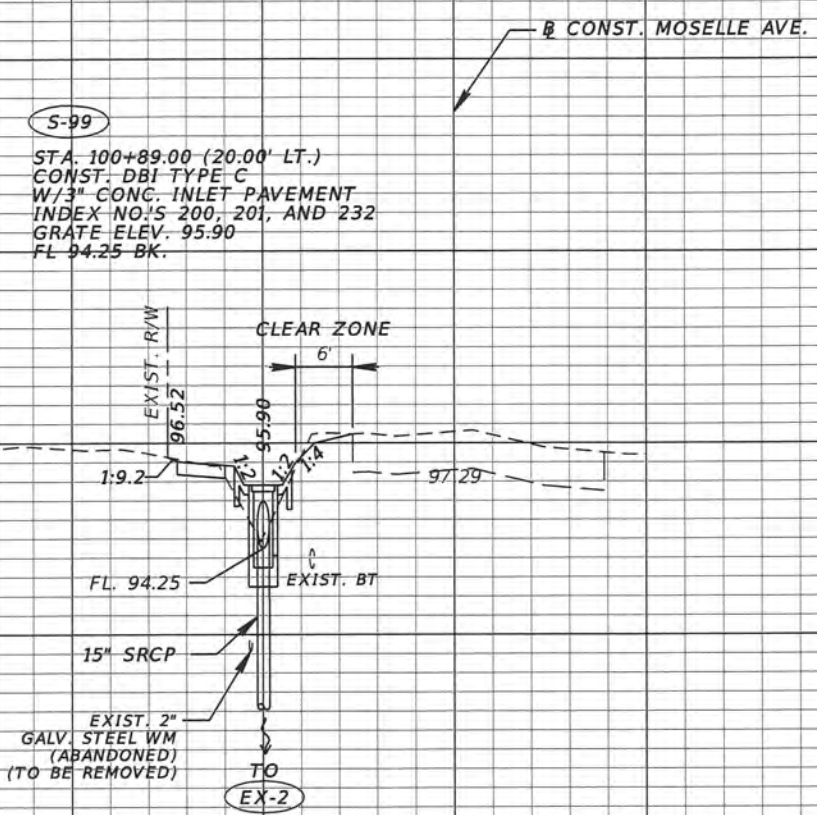 ℄ CONST. MOSELLE AVE.
S-99
STA. 100+89.00 (20.00' LT.)
CONST. DBI TYPE C
W/3" CONC. INLET PAVEMENT
INDEX NO.'S 200, 201, AND 232
GRATE ELEV. 95.90
FL 94.25 BK.
EXIST. R/W
96.52
CLEAR ZONE
6'
95.90
1:9.2
1:2
1:2
1:4
97.29
FL. 94.25
EXIST. BT
15" SRCP
EXIST. 2"
GALV. STEEL WM
(ABANDONED)
(TO BE REMOVED)
TO
EX-2